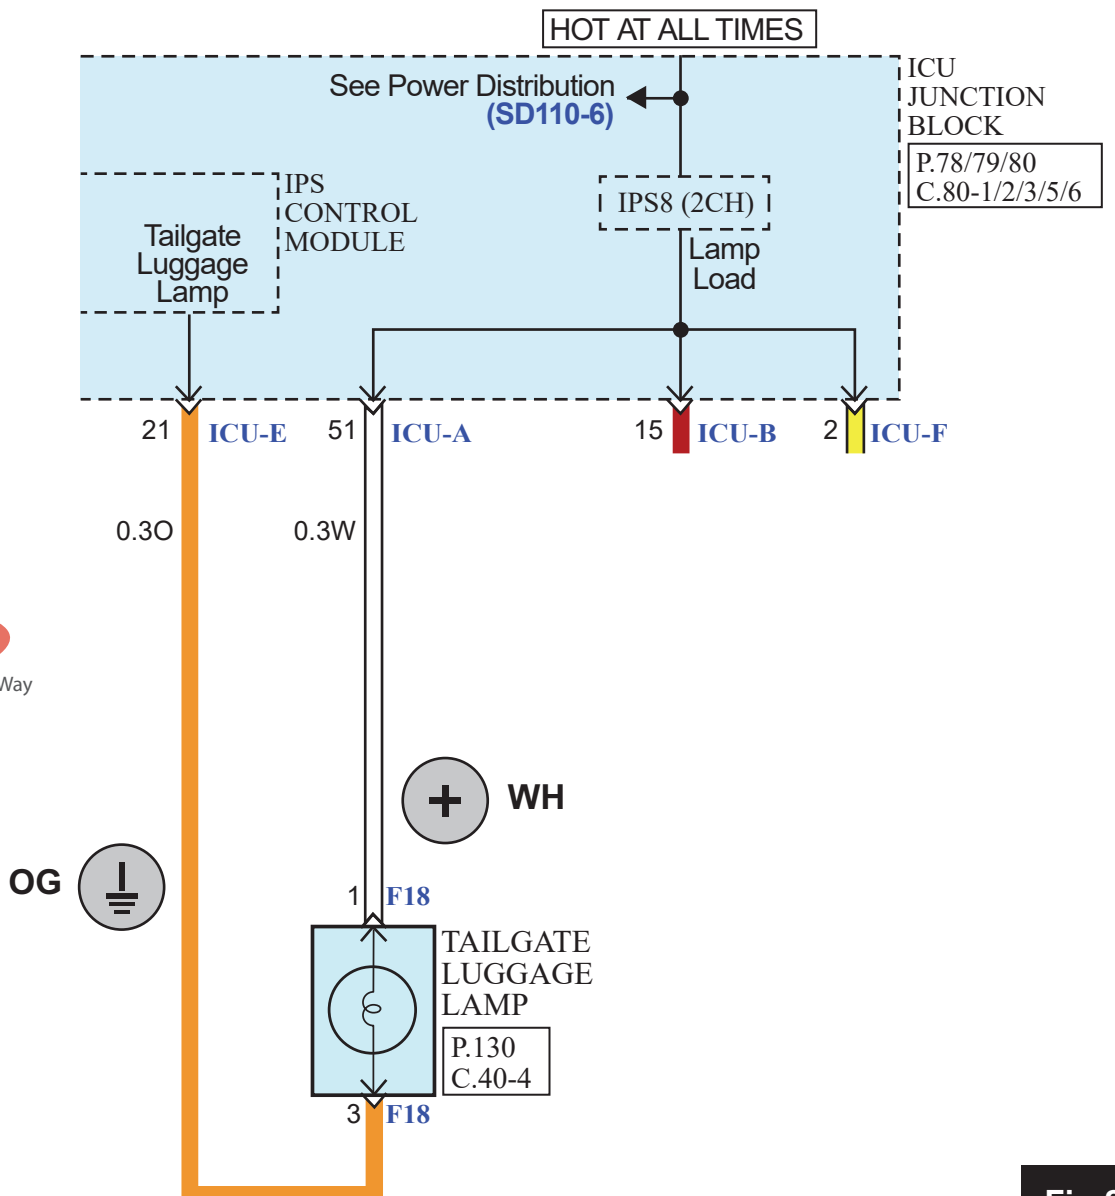 HOT AT ALL TIMES
See Power Distribution
(SD110-6)
ICU
JUNCTION
BLOCK
P.78/79/80
C.80-1/2/3/5/6
IPS
CONTROL
MODULE
Tailgate
Luggage
Lamp
IPS8 (2CH)
Lamp
Load
21 ICU-E 51 ICU-A 15 ICU-B 2 ICU-F
0.3O 0.3W
Way
WH
OG
1 F18
TAILGATE
LUGGAGE
LAMP
P.130
C.40-4
3 F18